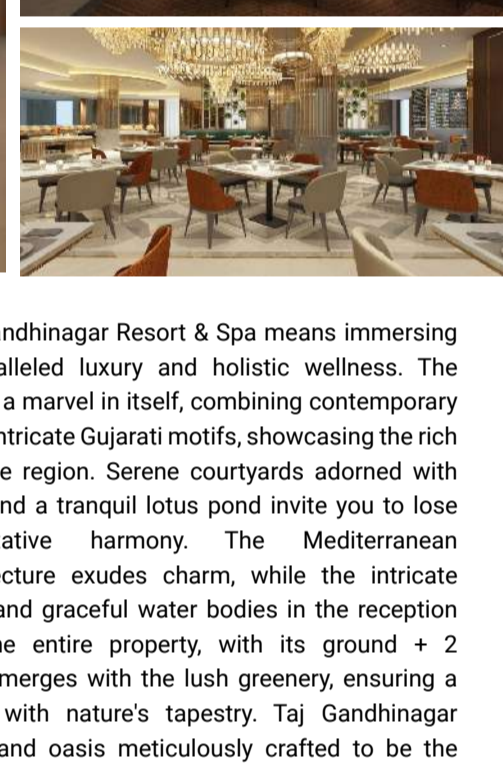 andhinagar Resort & Spa means immersing
alleled luxury and holistic wellness. The
a marvel in itself, combining contemporary
ntricate Gujarati motifs, showcasing the rich
e region. Serene courtyards adorned with
nd a tranquil lotus pond invite you to lose
ative harmony. The Mediterranean
cture exudes charm, while the intricate
and graceful water bodies in the reception
e entire property, with its ground + 2
merges with the lush greenery, ensuring a
with nature's tapestry. Taj Gandhinagar
and oasis meticulously crafted to be the